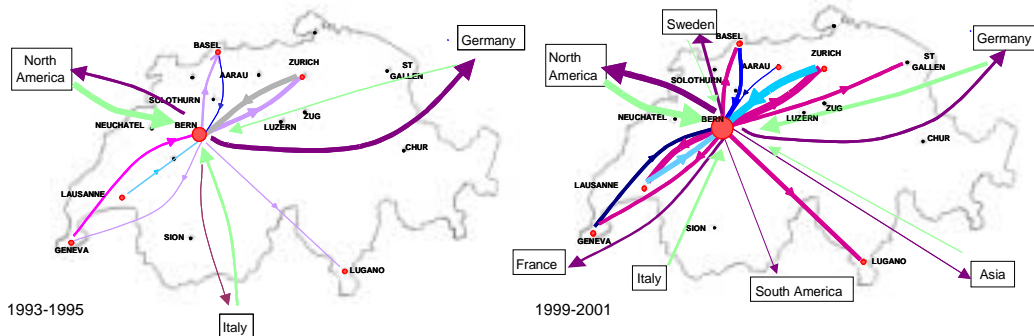 Germany
BASEL
North
America
ZURICH
AARAU
ST
GALLEN
SOLOTHURN
NEUCHATEL
BERN
ZUG
LUZERN
CHUR
LAUSANNE
SION
GENEVA
LUGANO
1993-1995
Italy
Sweden
Germany
BASEL
North
America
ZURICH
AARAU
ST
GALLEN
SOLOTHURN
NEUCHATEL
BERN
ZUG
LUZERN
CHUR
LAUSANNE
SION
GENEVA
France
Italy
LUGANO
Asia
South America
1999-2001